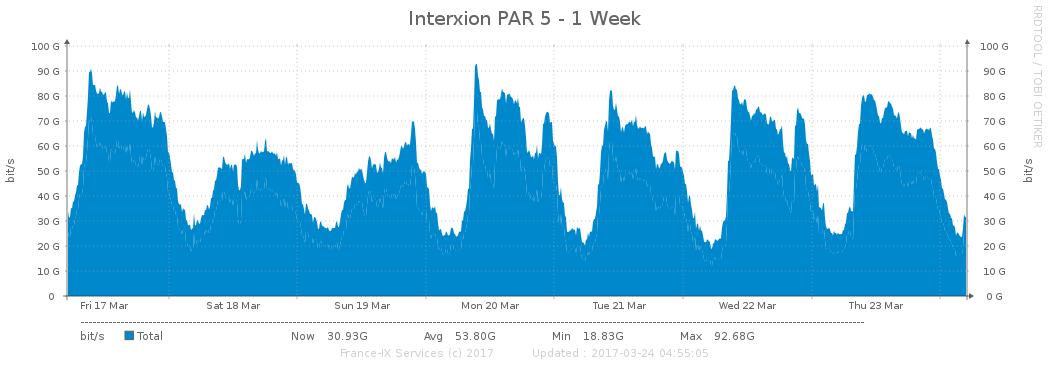 Interxion PAR 5 - 1 Week
RRDTOOL / TOBI OETIKER
bit/s
bit/s
100 G 100 G
90 G 90 G
80 G 80 G
70 G 70 G
60 G 60 G
50 G 50 G
40 G 40 G
30 G 30 G
20 G 20 G
10 G 10 G
0 0 G
Fri 17 Mar Sat 18 Mar Sun 19 Mar Mon 20 Mar Tue 21 Mar Wed 22 Mar Thu 23 Mar
bit/s Total Now 30.93G Avg 53.80G Min 18.83G Max 92.68G
France-IX Services (c) 2017 Updated : 2017-03-24 04:55:05